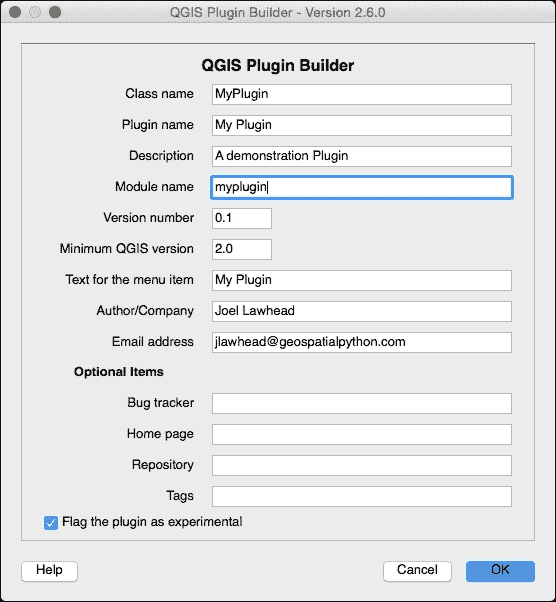 QGIS Plugin Builder - Version 2.6.0
QGIS Plugin Builder
Class name MyPlugin
Plugin name My Plugin
Description A demonstration Plugin
Module name myplugin
Version number 0.1
Minimum QGIS version 2.0
Text for the menu item My Plugin
Author/Company Joel Lawhead
Email address jlawhead@geospatialpython.com
Optional Items
Bug tracker
Home page
Repository
Tags
Flag the plugin as experimental
Help Cancel OK